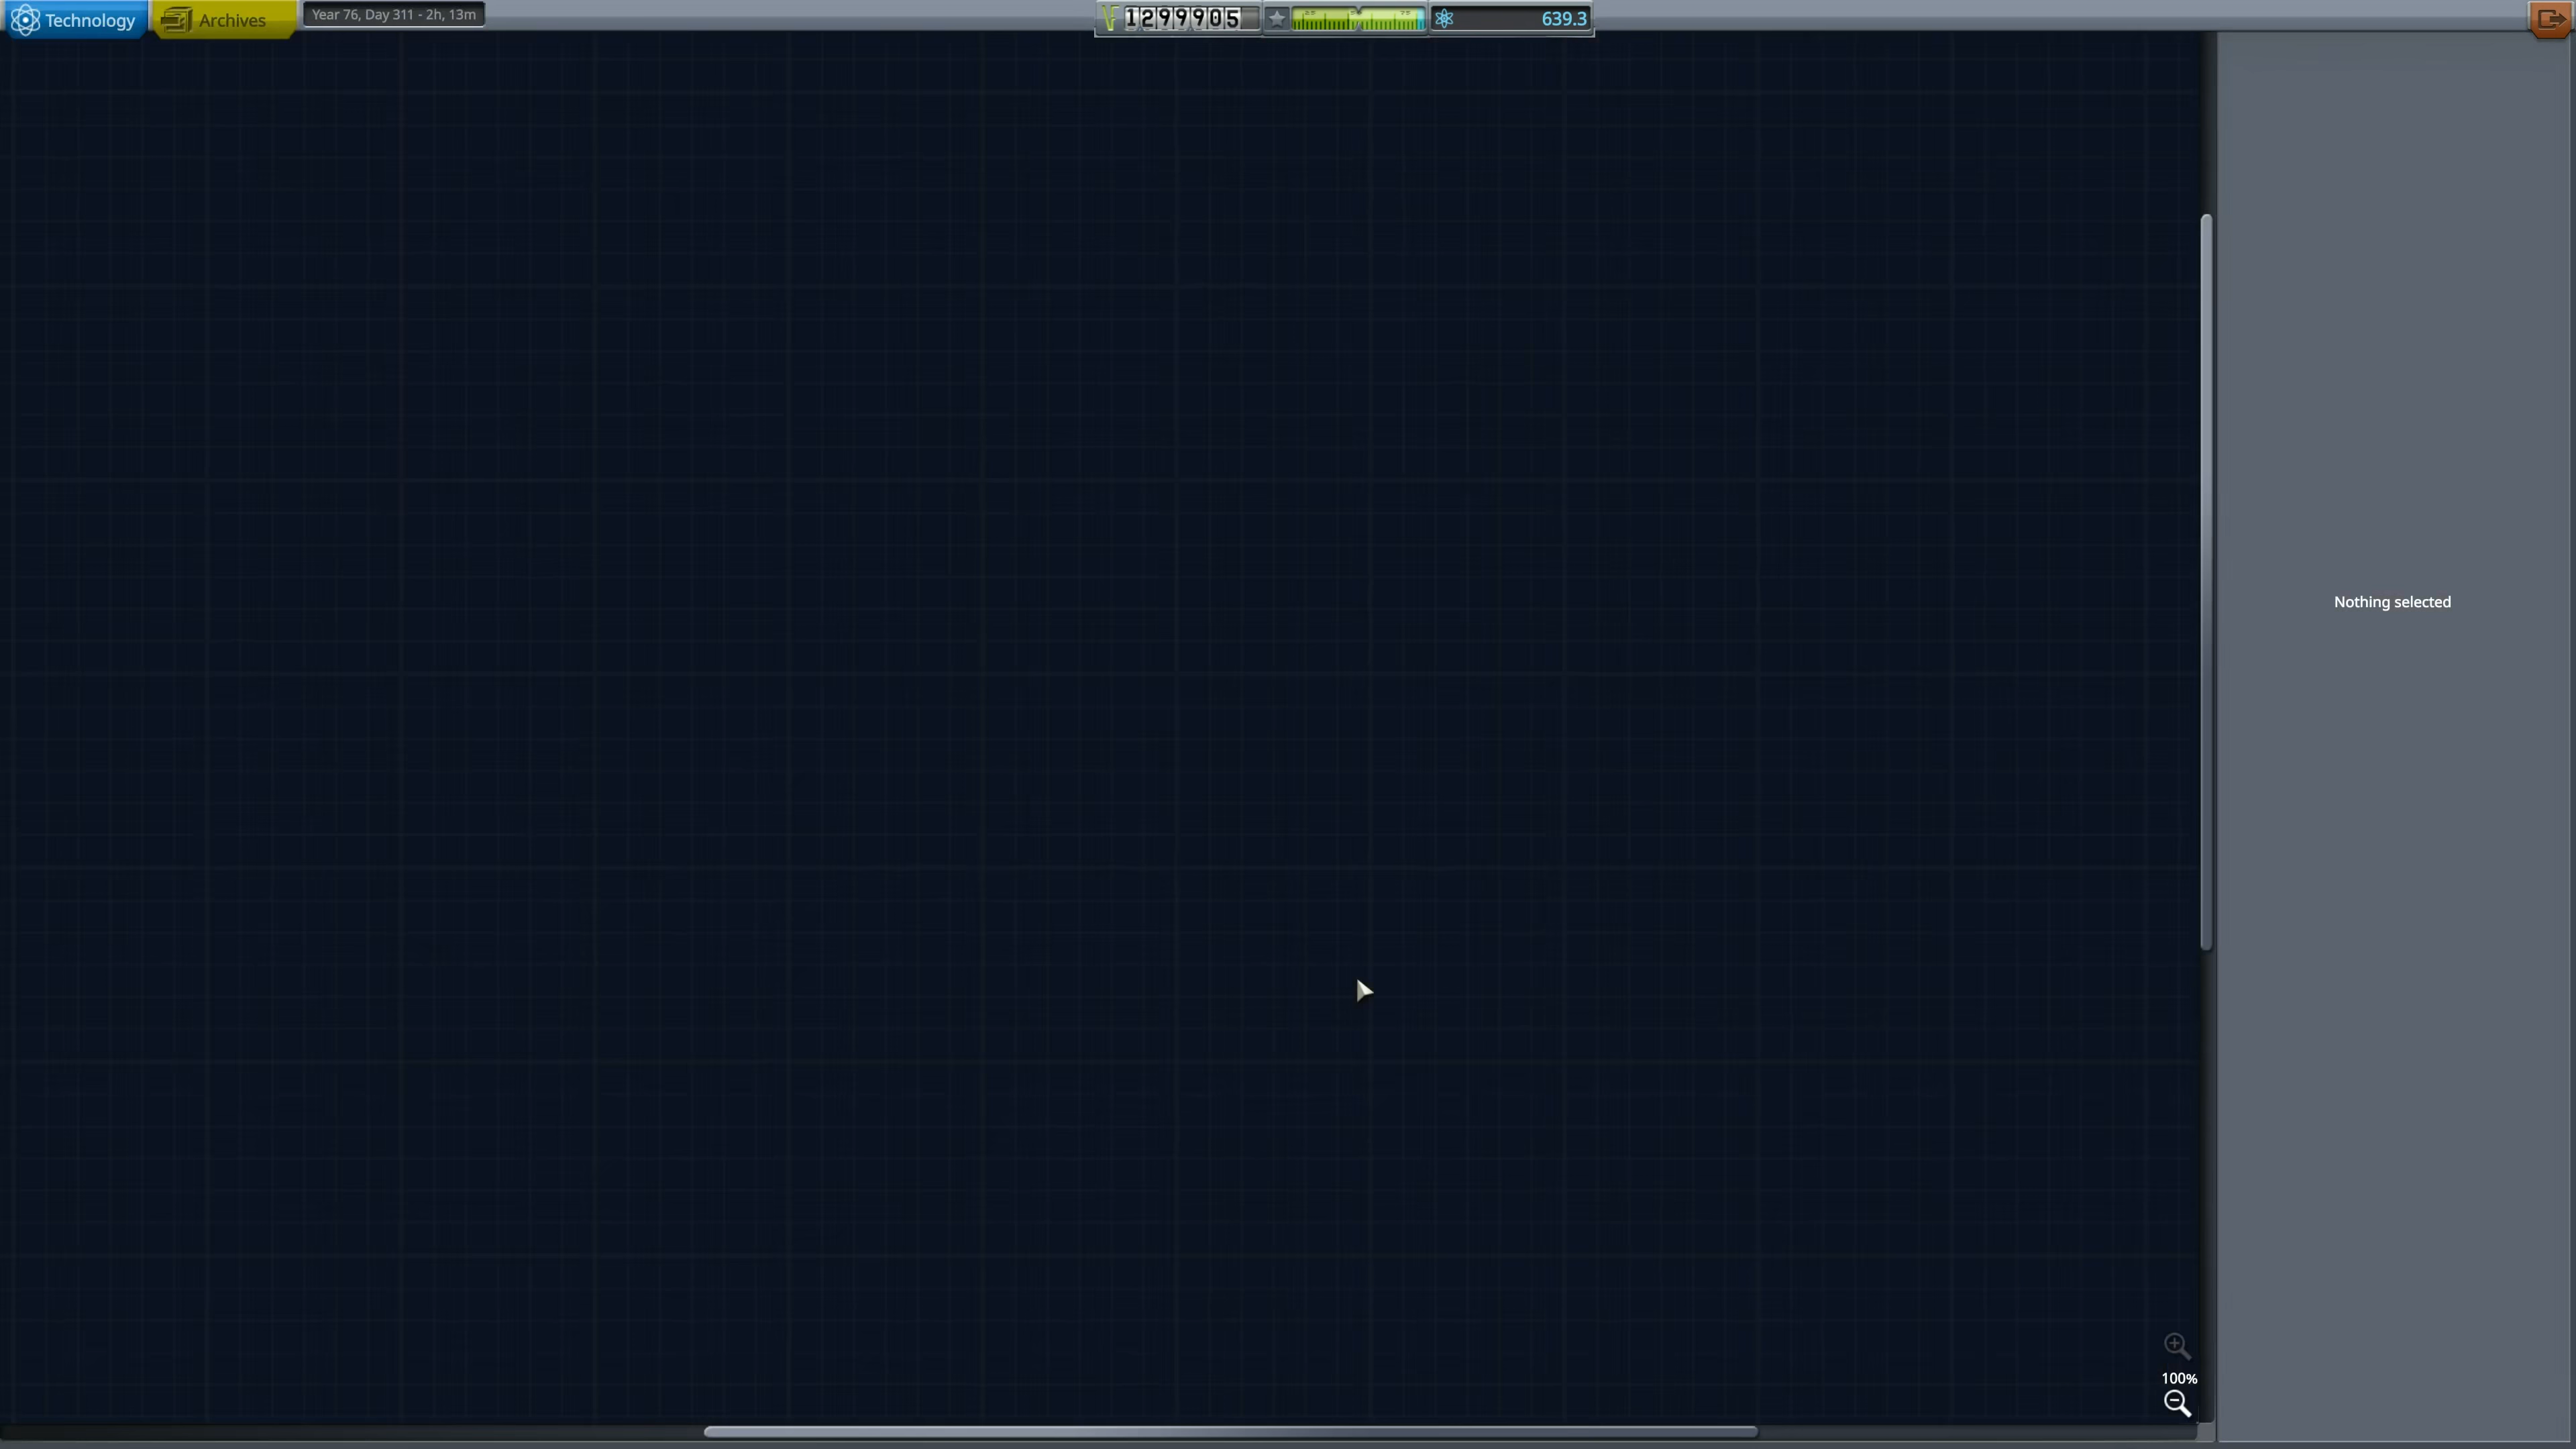 Technology
Archives
Year 76, Day 311 - 2h, 13m
1299905
639.3
Nothing selected
100%